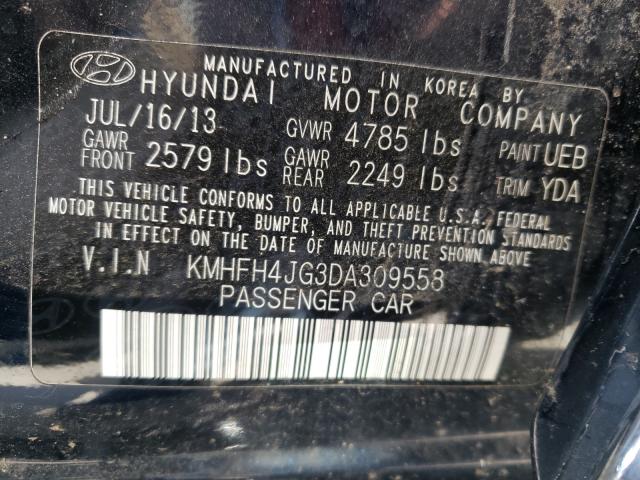 MANUFACTURED IN KOREA BY
HYUNDAI MOTOR COMPANY
JUL/16/13 GVWR 4785 lbs PAINT UEB
GAWR FRONT 2579 lbs GAWR REAR 2249 lbs TRIM YDA
THIS VEHICLE CONFORMS TO ALL APPLICABLE U.S.A. FEDERAL
MOTOR VEHICLE SAFETY, BUMPER, AND THEFT PREVENTION STANDARDS
IN EFFECT ON THE DATE OF MANUFACTURE SHOWN ABOVE.
V.I.N KMHFH4JG3DA309558
PASSENGER CAR